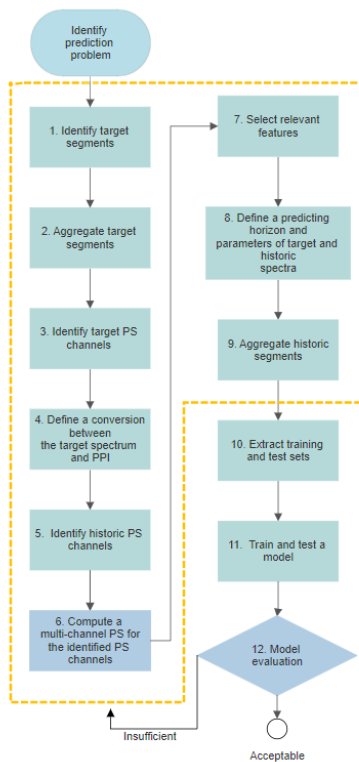 Identify
prediction
problem
1. Identify target
segments
2. Aggregate target
segments
3. Identify target PS
channels
4. Define a conversion
between
the target spectrum
and PPI
5. Identify historic PS
channels
6. Compute a
multi-channel PS for
the identified PS
channels
7. Select relevant
features
8. Define a predicting
horizon and
parameters of target and
historic
spectra
9. Aggregate historic
segments
10. Extract training
and test sets
11. Train and test a
model
12. Model
evaluation
Insufficient
Acceptable